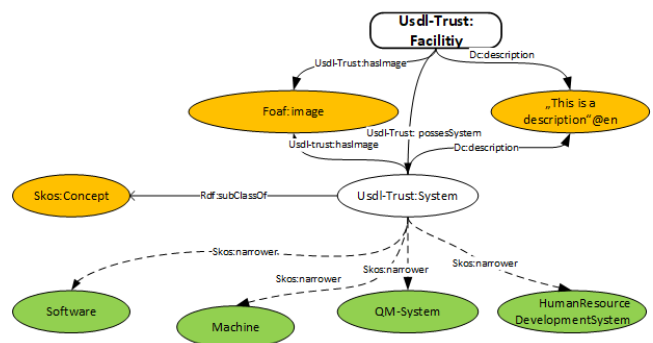 Usdl-Trust:
Facilitiy
Usdl-Trust:hasImage
Dc:description
Foaf:image
„This is a
description“@en
Usdl-Trust: possesSystem
Usdl-trust:hasImage
Dc:description
Skos:Concept
Rdf:subClassOf
Usdl-Trust:System
Skos:narrower
Skos:narrower
Skos:narrower
Skos:narrower
Software
Machine
QM-System
HumanResource
DevelopmentSystem